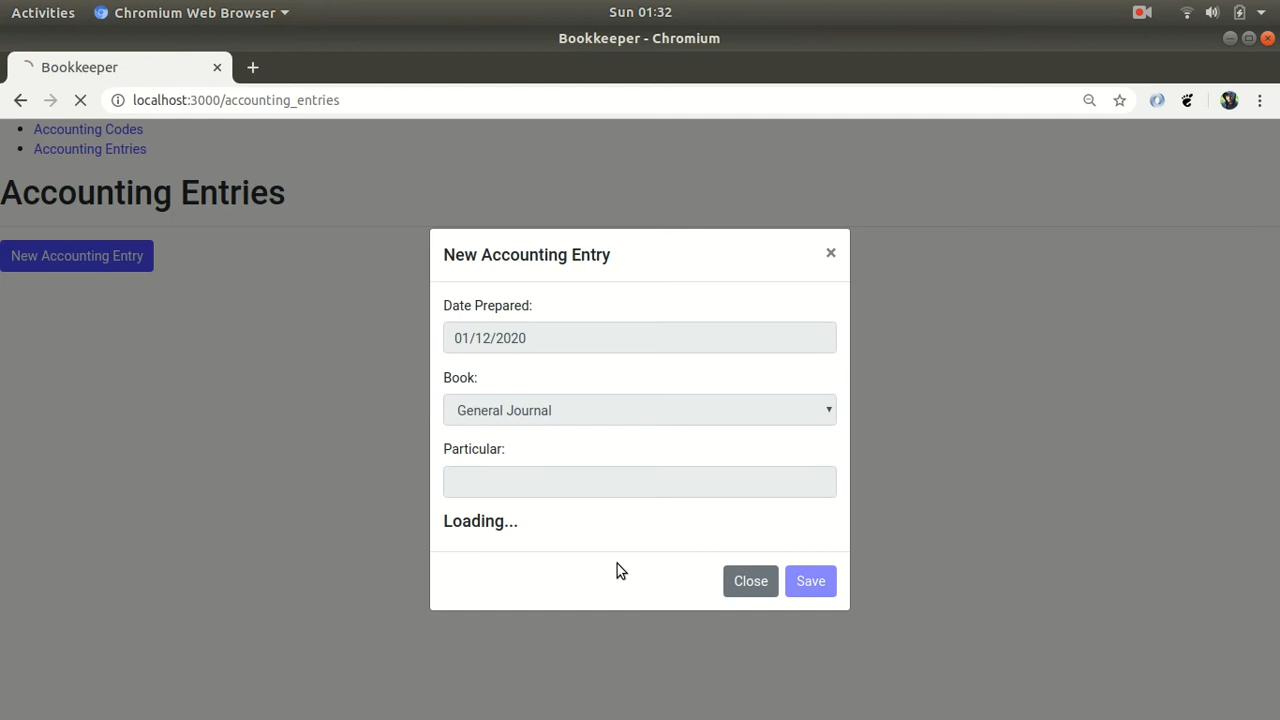 Activities
Chromium Web Browser
Sun 01:32
Bookkeeper - Chromium
Bookkeeper
localhost:3000/accounting_entries
Accounting Codes
Accounting Entries
Accounting Entries
New Accounting Entry
New Accounting Entry
×
Date Prepared:
01/12/2020
Book:
General Journal
Particular:
Loading...
Close
Save